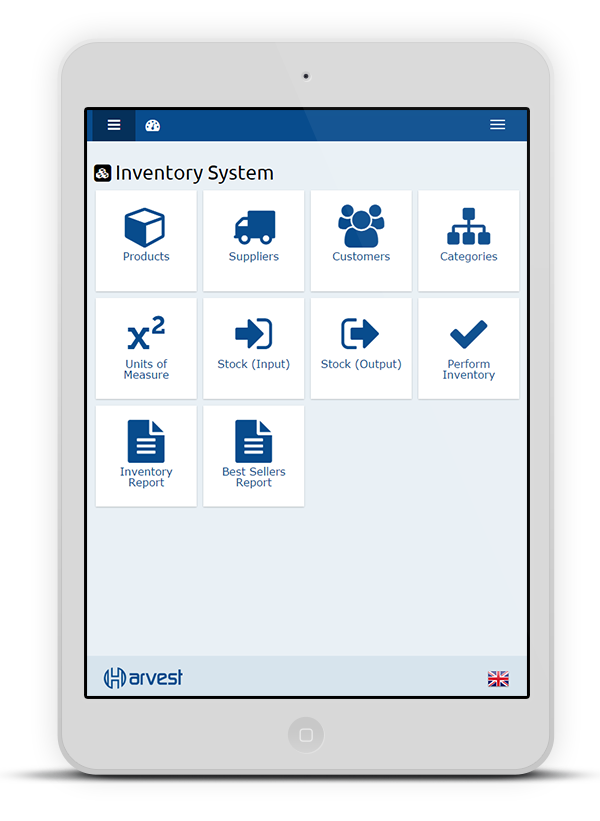 Inventory System
Products
Suppliers
Customers
Categories
x²
Units of
Measure
Stock (Input)
Stock (Output)
Perform
Inventory
Inventory
Report
Best Sellers
Report
Harvest